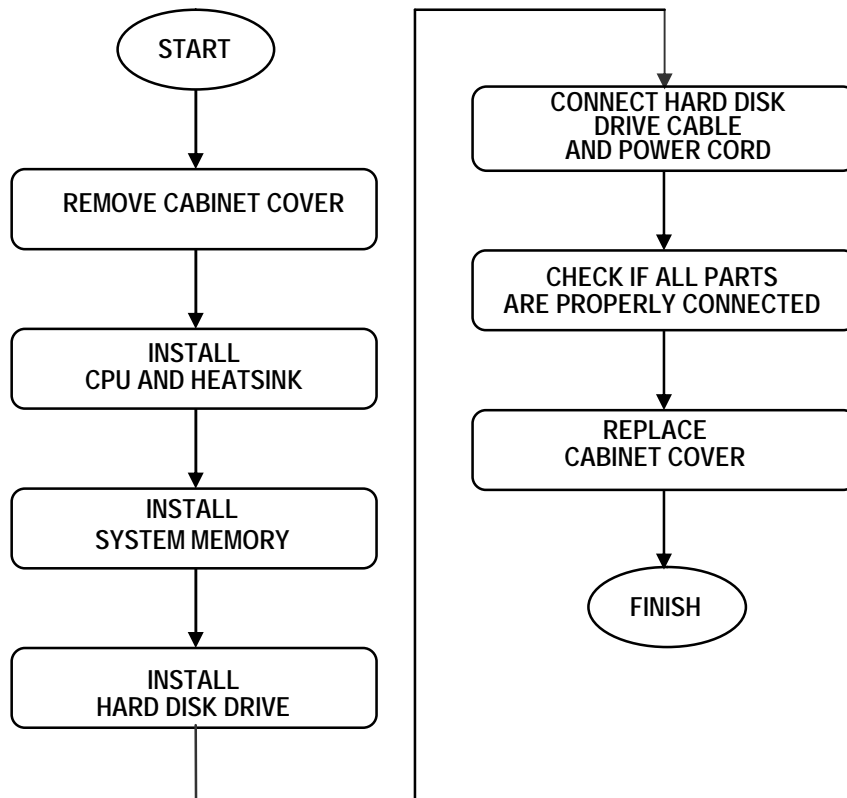 START
REMOVE CABINET COVER
INSTALL
CPU AND HEATSINK
INSTALL
SYSTEM MEMORY
INSTALL
HARD DISK DRIVE
CONNECT HARD DISK
DRIVE CABLE
AND POWER CORD
CHECK IF ALL PARTS
ARE PROPERLY CONNECTED
REPLACE
CABINET COVER
FINISH